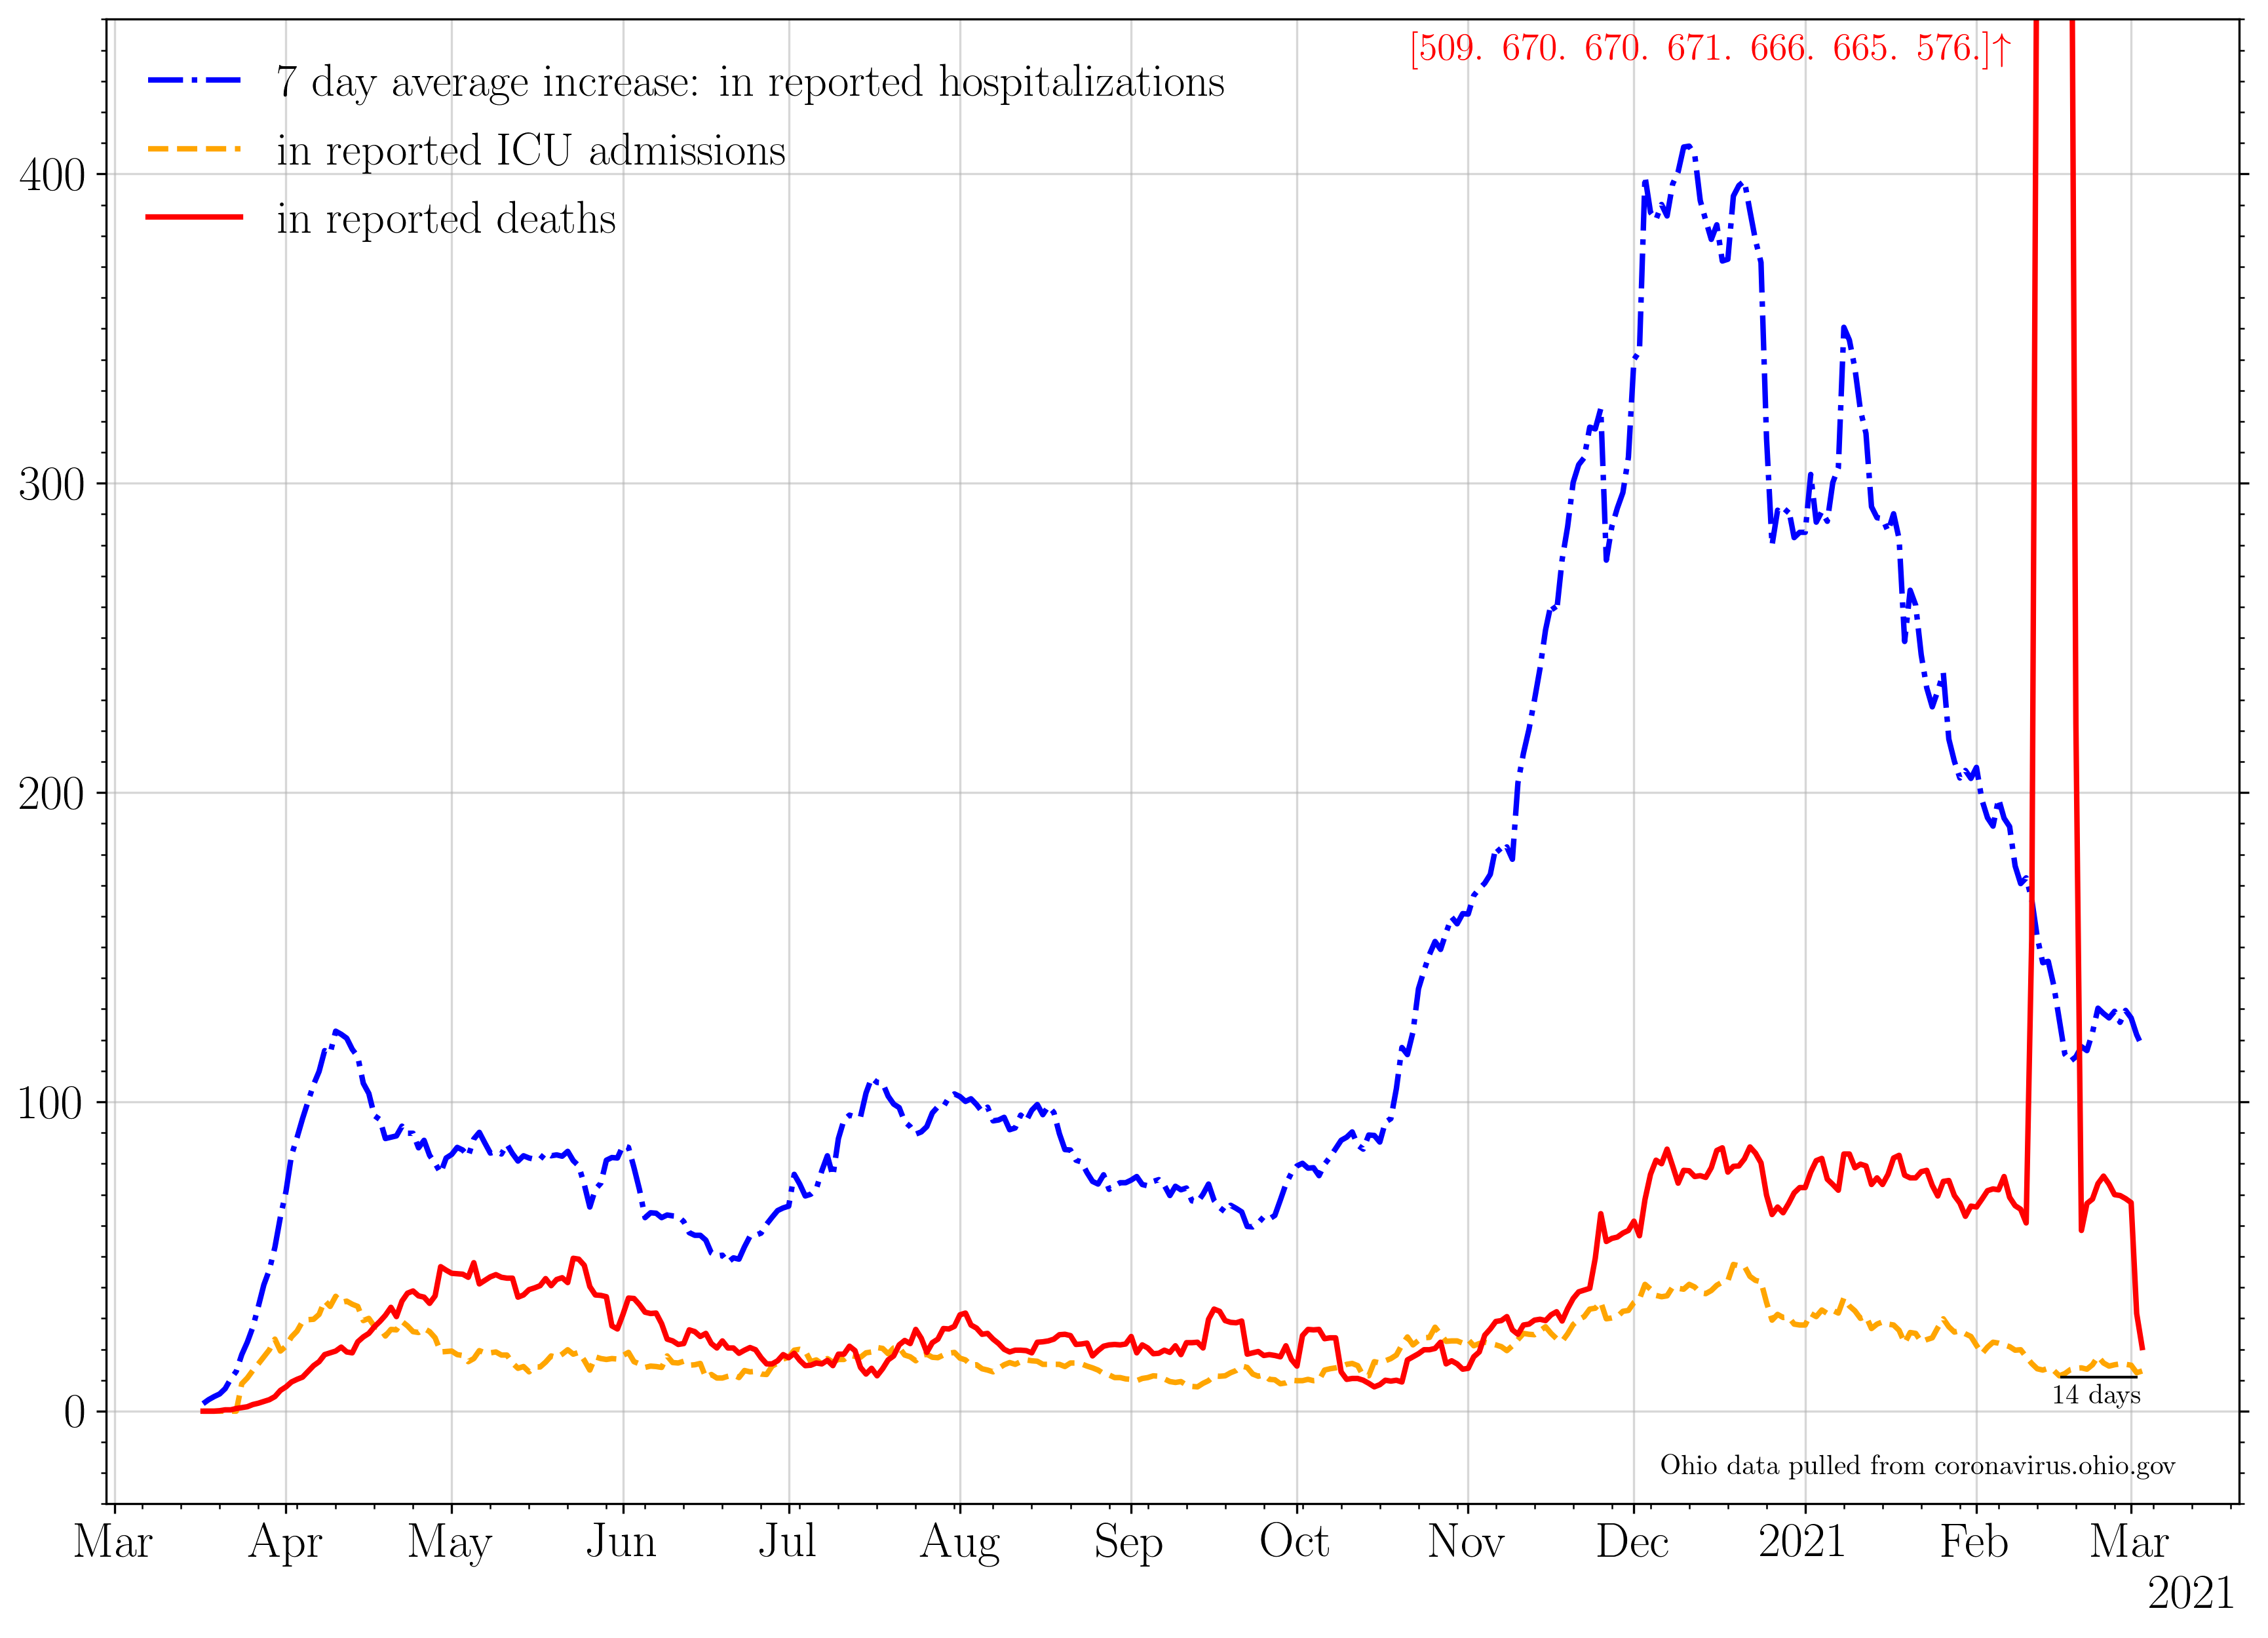 [509. 670. 670. 671. 666. 665. 576.]↑
7 day average increase: in reported hospitalizations
in reported ICU admissions
in reported deaths
400
300
200
100
0
14 days
Ohio data pulled from coronavirus.ohio.gov
Mar Apr May Jun Jul Aug Sep Oct Nov Dec 2021 Feb Mar
2021